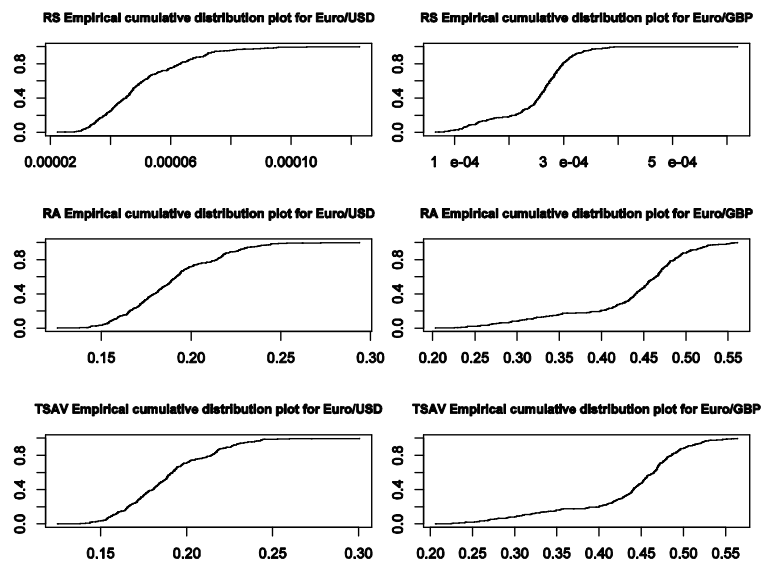 RS Empirical cumulative distribution plot for Euro/USD
0.0 0.4 0.8
0.00002 0.00006 0.00010
RS Empirical cumulative distribution plot for Euro/GBP
0.0 0.4 0.8
1 e-04 3 e-04 5 e-04
RA Empirical cumulative distribution plot for Euro/USD
0.0 0.4 0.8
0.15 0.20 0.25 0.30
RA Empirical cumulative distribution plot for Euro/GBP
0.0 0.4 0.8
0.20 0.25 0.30 0.35 0.40 0.45 0.50 0.55
TSAV Empirical cumulative distribution plot for Euro/USD
0.0 0.4 0.8
0.15 0.20 0.25 0.30
TSAV Empirical cumulative distribution plot for Euro/GBP
0.0 0.4 0.8
0.20 0.25 0.30 0.35 0.40 0.45 0.50 0.55